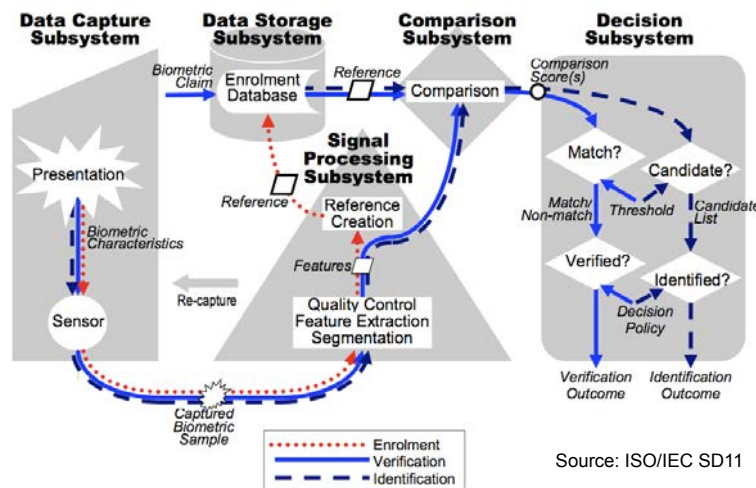 Data Capture
Subsystem
Data Storage
Subsystem
Comparison Subsystem
Decision
Subsystem
Biometric
Claim
Enrolment
Database
Reference
Comparison
Comparison
Score(s)
Signal
Processing
Subsystem
Presentation
Reference
Reference
Creation
Match?
Candidate?
Biometric
Characteristics
Match/
Non-match
Threshold
Candidate
List
Features
Verified?
Identified?
Re-capture
Sensor
Quality Control
Feature Extraction
Segmentation
Decision
Policy
Captured
Biometric
Sample
Verification
Outcome
Identification
Outcome
Enrolment
Verification
Identification
Source: ISO/IEC SD11